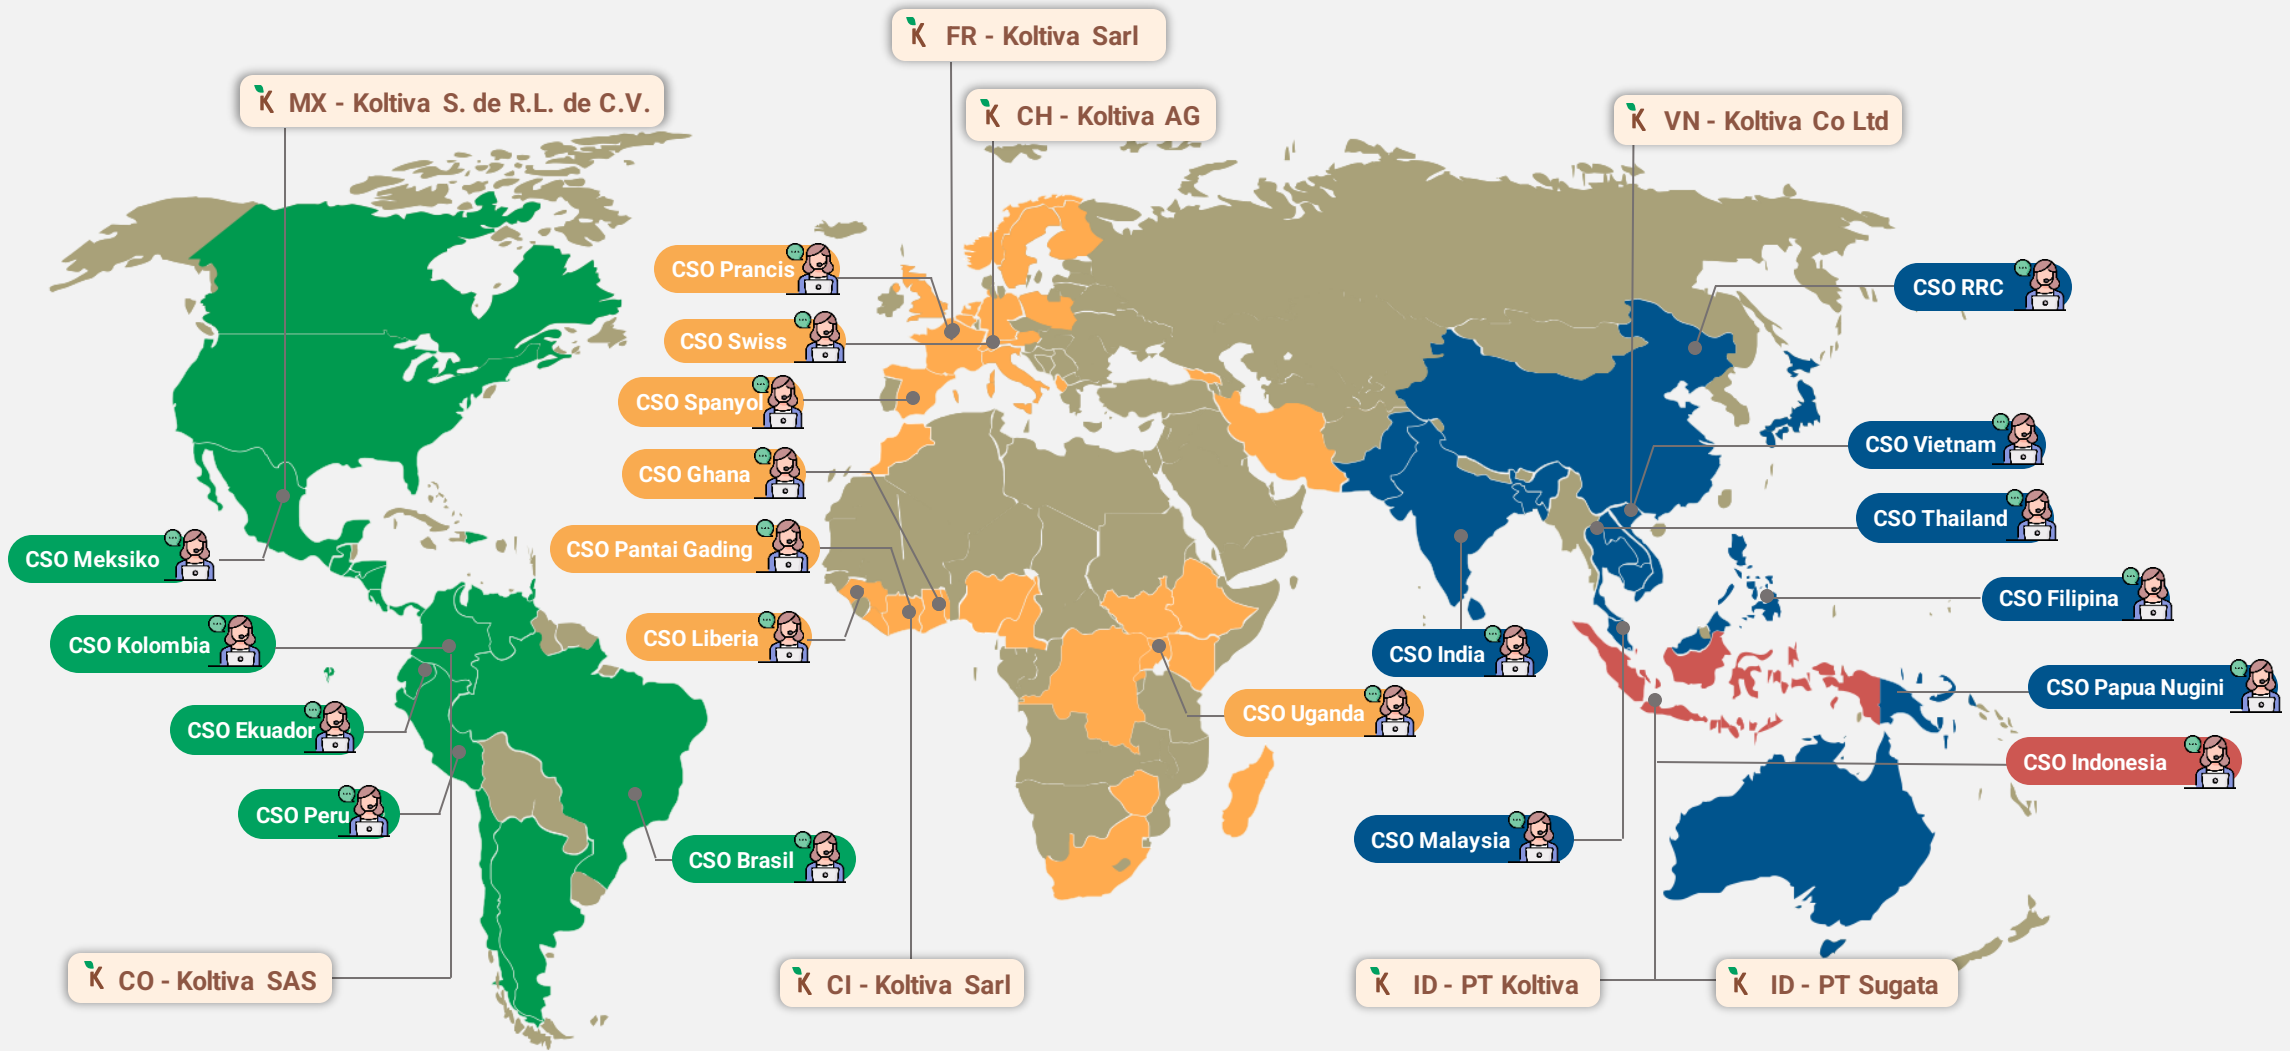 FR - Koltiva Sarl
MX - Koltiva S. de R.L. de C.V.
CH - Koltiva AG
VN - Koltiva Co Ltd
CSO Prancis
CSO RRC
CSO Swiss
CSO Spanyol
CSO Vietnam
CSO Ghana
CSO Thailand
CSO Pantai Gading
CSO Meksiko
CSO Filipina
CSO Liberia
CSO Kolombia
CSO India
CSO Papua Nugini
CSO Uganda
CSO Ekuador
CSO Indonesia
CSO Peru
CSO Malaysia
CSO Brasil
CO - Koltiva SAS
CI - Koltiva Sarl
ID - PT Koltiva
ID - PT Sugata